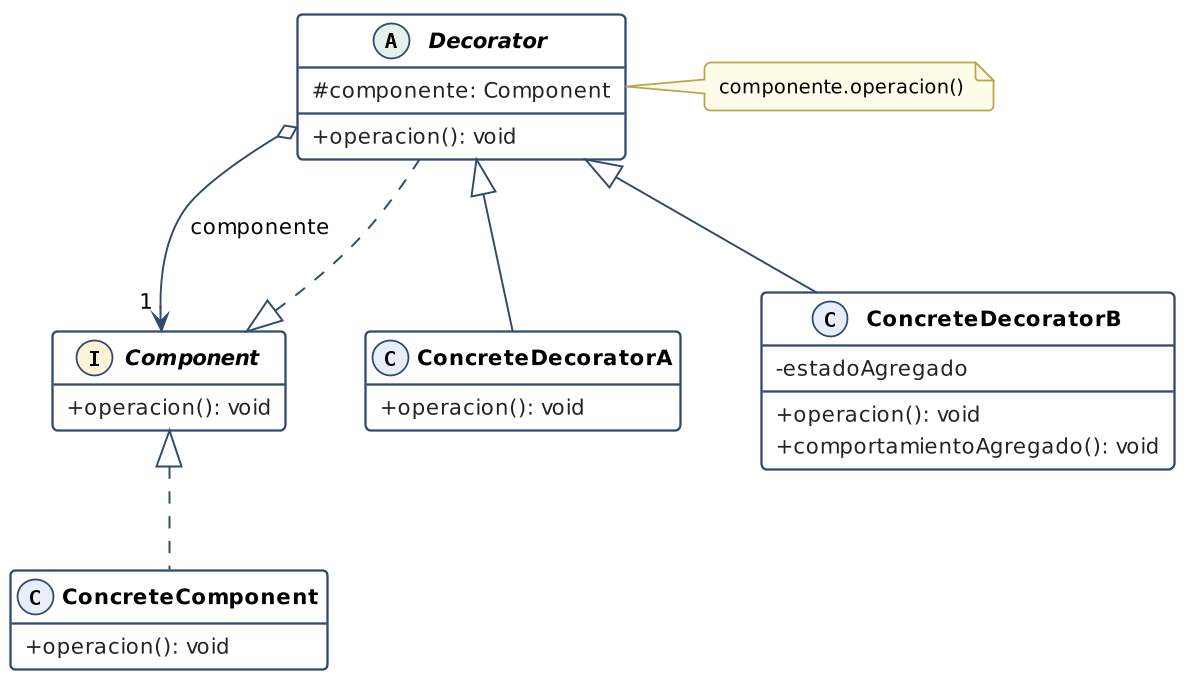 A Decorator
#componente: Component
+operacion(): void
componente.operacion()
componente
1
I Component
+operacion(): void
C ConcreteDecoratorA
+operacion(): void
C ConcreteDecoratorB
-estadoAgregado
+operacion(): void
+comportamientoAgregado(): void
C ConcreteComponent
+operacion(): void